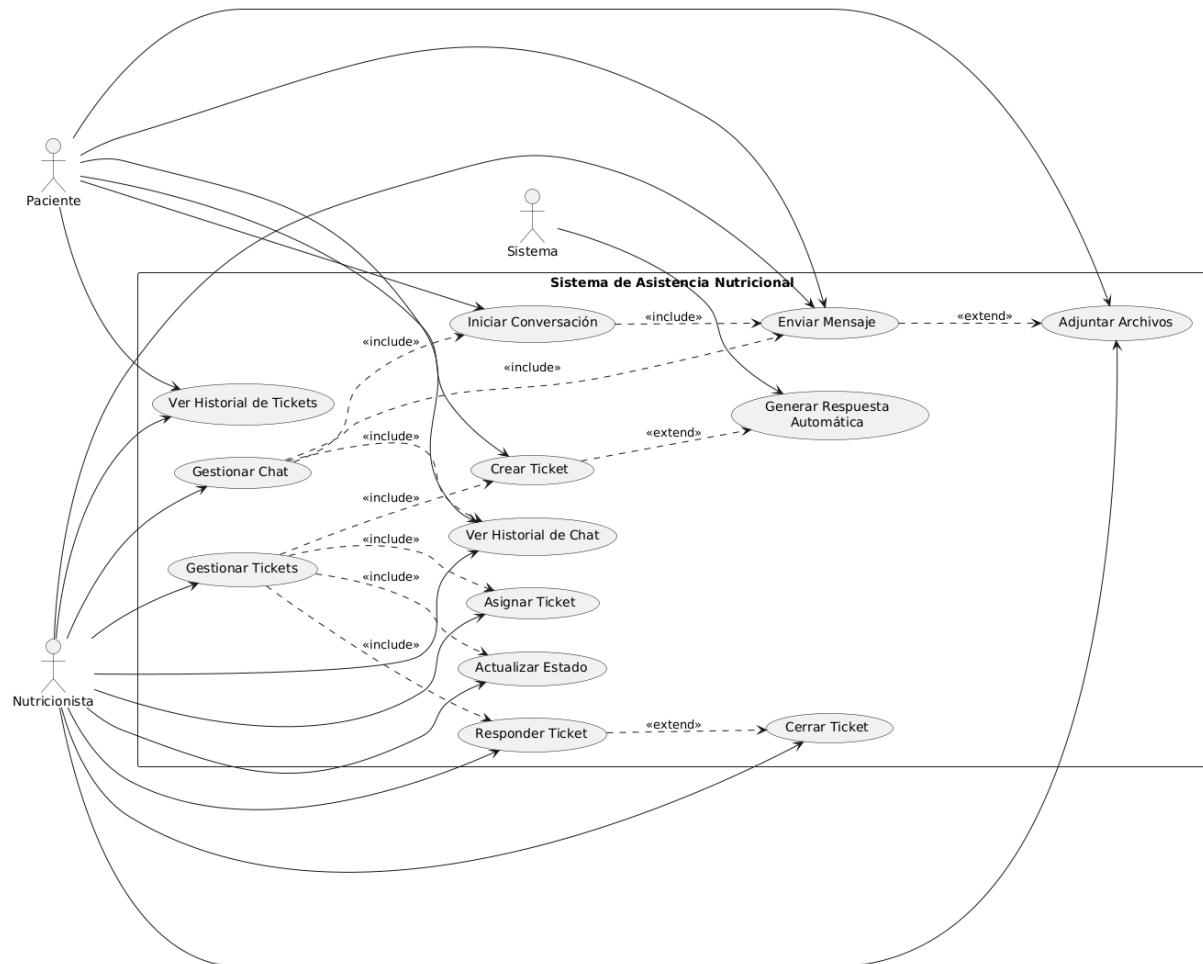 Paciente
Sistema
Sistema de Asistencia Nutricional
Iniciar Conversación
«include»
Enviar Mensaje
«extend»
Adjuntar Archivos
«include»
«include»
Ver Historial de Tickets
Generar Respuesta
Automática
«include»
«extend»
Gestionar Chat
Crear Ticket
«include»
Ver Historial de Chat
«include»
Gestionar Tickets
«include»
Asignar Ticket
«include»
Actualizar Estado
Nutricionista
«extend»
Cerrar Ticket
Responder Ticket